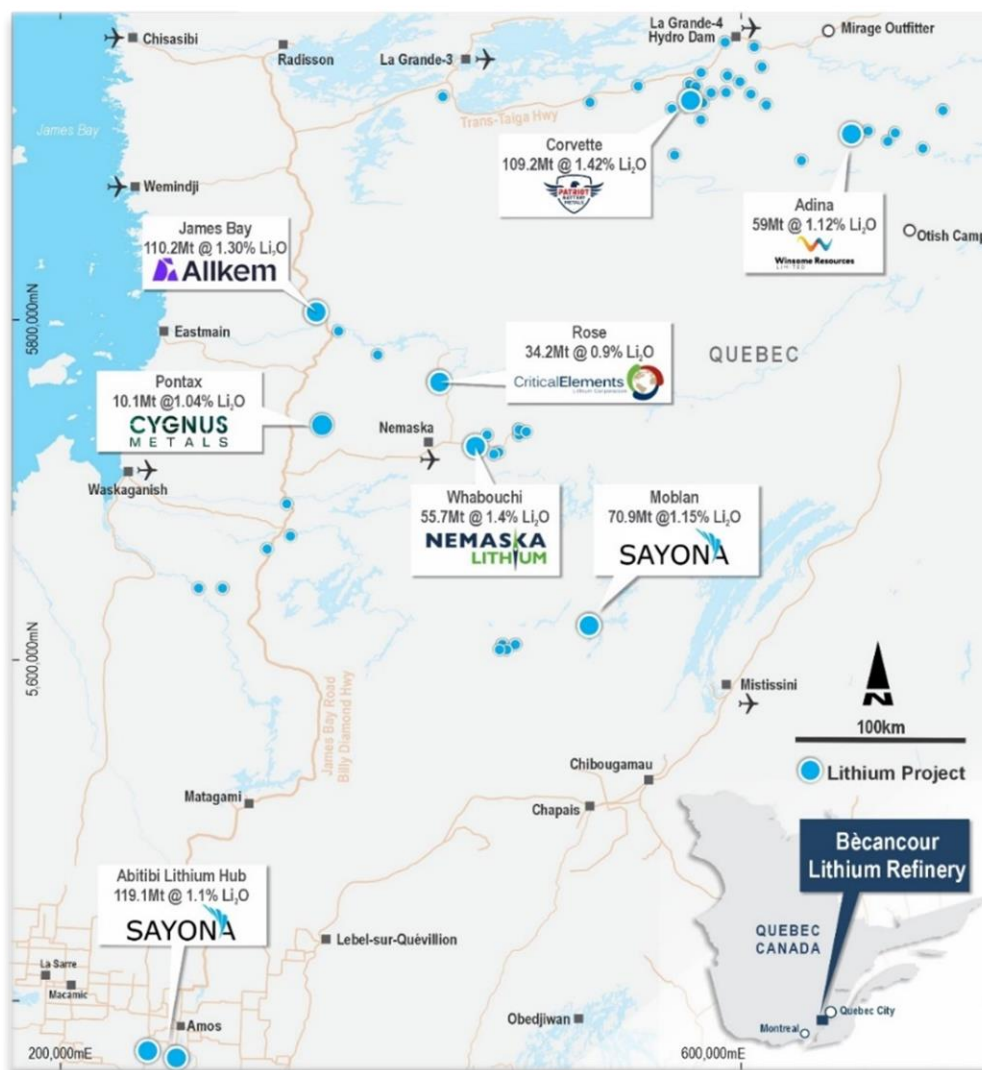 Chisasibi
Radisson
La Grande-3
La Grande-4
Hydro Dam
Mirage Outfitter
James Bay
Trans-Taiga Hwy
Corvette
109.2Mt @ 1.42% Li₂O
PATRIOT
BATTERY
METALS
Adina
59Mt @ 1.12% Li₂O
Winsome Resources
LIMITED
Otish Camp
Wemindji
James Bay
110.2Mt @ 1.30% Li₂O
Allkem
5800,000mN
Eastmain
Rose
34.2Mt @ 0.9% Li₂O
CriticalElements
Lithium Corporation
QUEBEC
Pontax
10.1Mt @1.04% Li₂O
CYGNUS
METALS
Nemaska
Waskaganish
Whabouchi
55.7Mt @ 1.4% Li₂O
NEMASKA
LITHIUM
Moblan
70.9Mt @1.15% Li₂O
SAYONA
5,600,000mN
Mistissini
N
100km
Lithium Project
James Bay Road
Billy Diamond Hwy
Matagami
Chibougamau
Chapais
Bècancour
Lithium Refinery
Abitibi Lithium Hub
119.1Mt @ 1.1% Li₂O
SAYONA
Lebel-sur-Quévillion
QUEBEC
CANADA
La Sarre
Macamic
Amos
Obedjiwan
Quebec City
Montreal
200,000mE
600,000mE